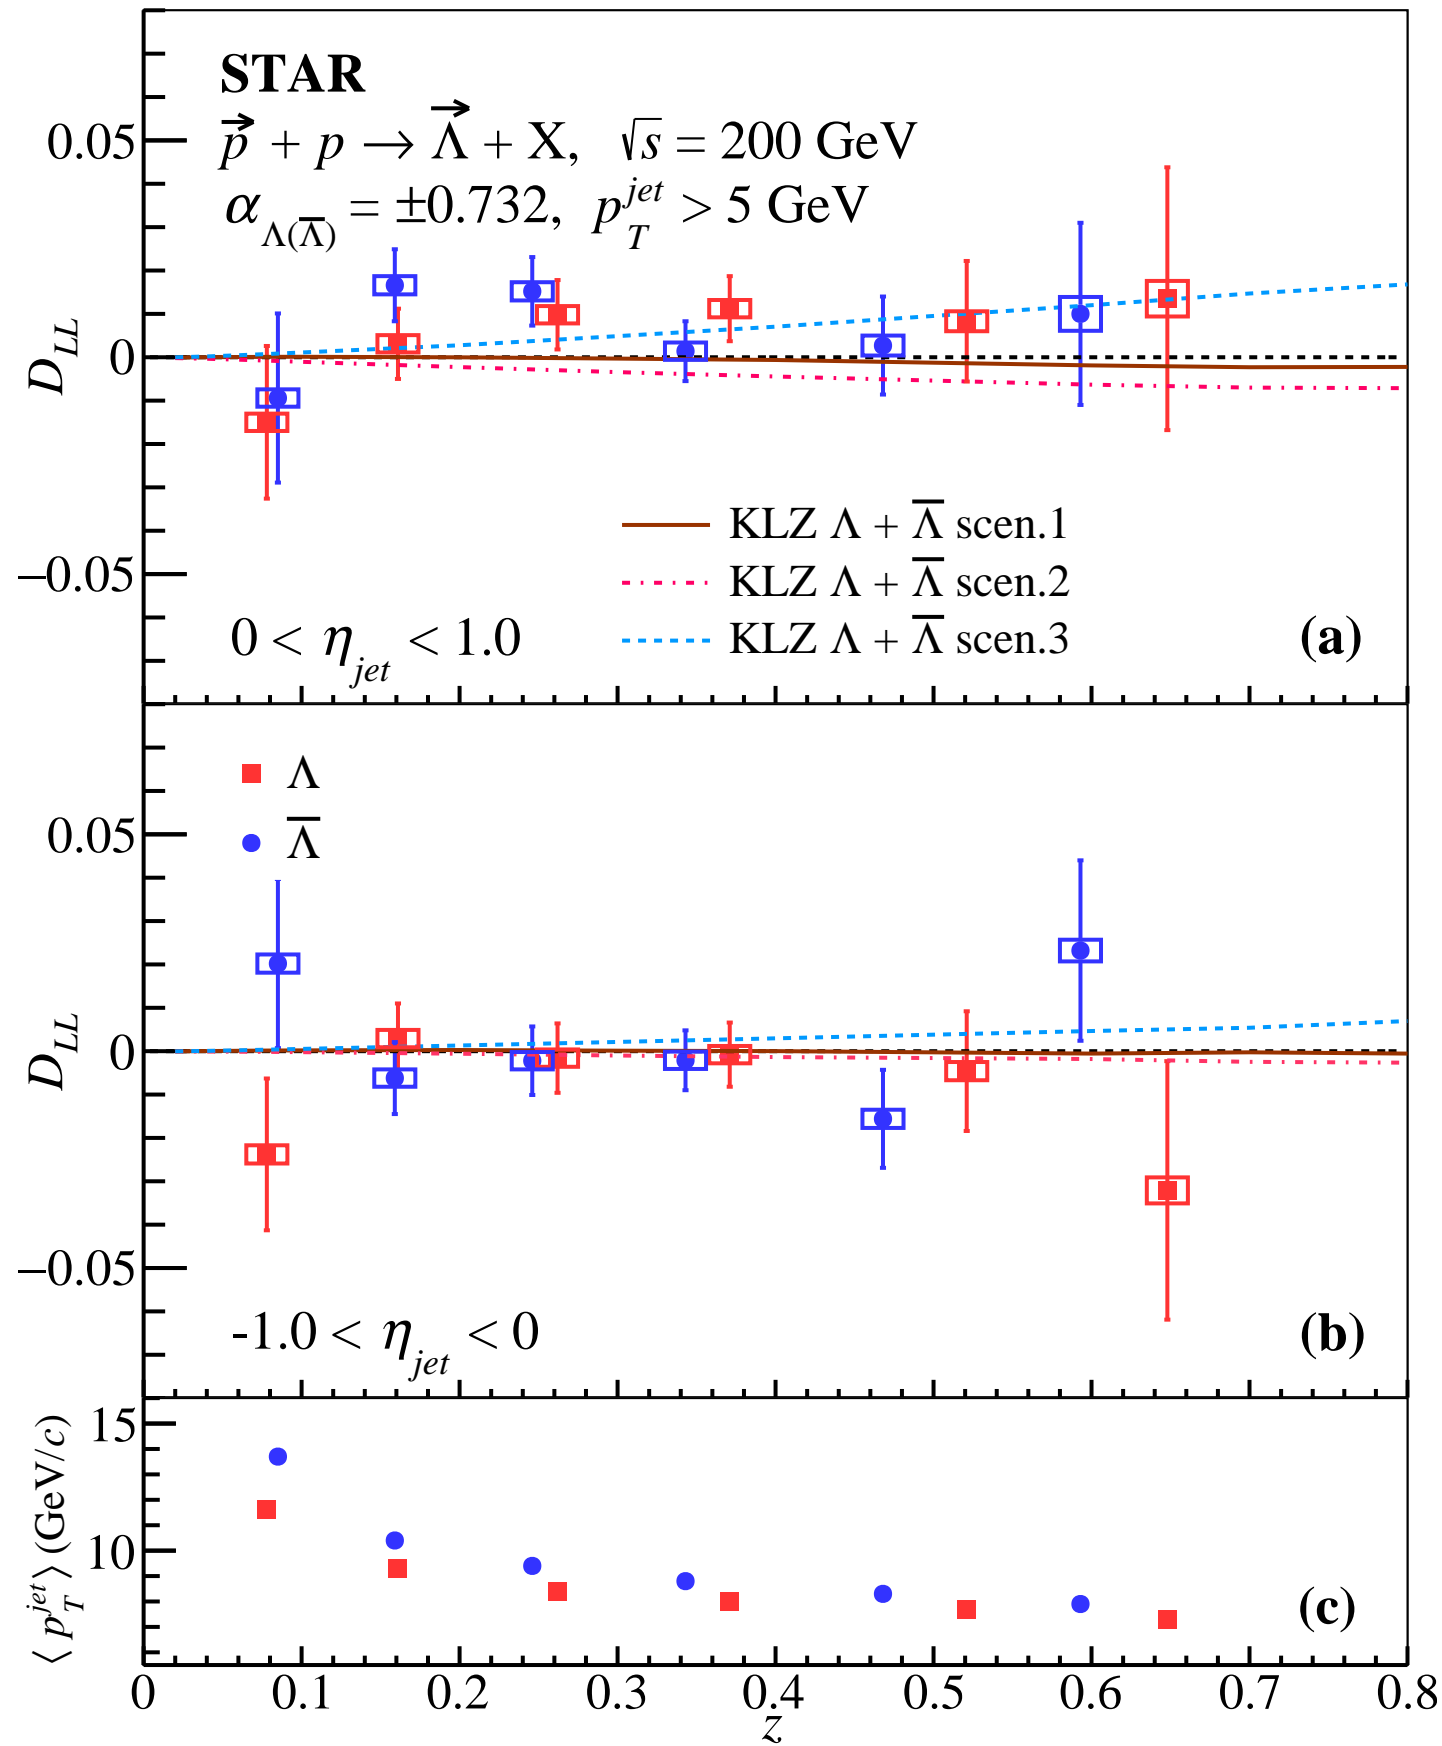 STAR
p⃗ + p → Λ⃗ + X, √s = 200 GeV
α_Λ(Λ̅) = ±0.732, p_T^jet > 5 GeV
0.05
0
−0.05
D_LL
KLZ Λ + Λ̅ scen.1
KLZ Λ + Λ̅ scen.2
KLZ Λ + Λ̅ scen.3
0 < η_jet < 1.0
(a)
Λ
Λ̅
0.05
0
−0.05
D_LL
-1.0 < η_jet < 0
(b)
15
10
⟨p_T^jet⟩ (GeV/c)
(c)
0 0.1 0.2 0.3 0.4 0.5 0.6 0.7 0.8
z